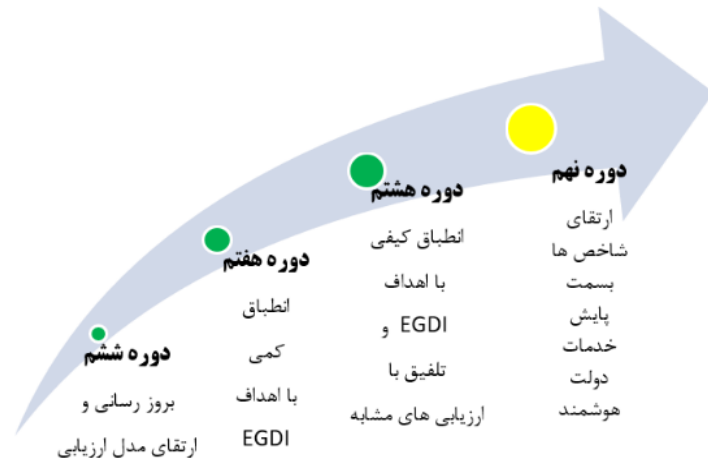 دوره نهم
ارتقای
شاخص ها
بسمت
پایش
خدمات
دولت
هوشمند
دوره هشتم
انطباق کیفی
با اهداف
EGDI و
تلفیق با
ارزیابی های مشابه
دوره هفتم
انطباق
کمی
با اهداف
EGDI
دوره ششم
بروز رسانی و
ارتقای مدل ارزیابی